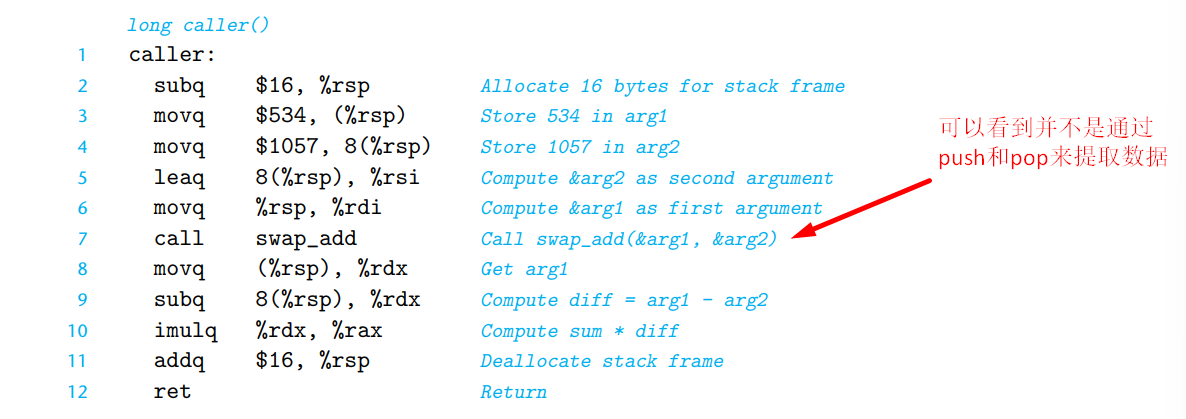 long caller()
1 caller:
2 subq $16, %rsp Allocate 16 bytes for stack frame
3 movq $534, (%rsp) Store 534 in arg1
4 movq $1057, 8(%rsp) Store 1057 in arg2
5 leaq 8(%rsp), %rsi Compute &arg2 as second argument
6 movq %rsp, %rdi Compute &arg1 as first argument
7 call swap_add Call swap_add(&arg1, &arg2)
8 movq (%rsp), %rdx Get arg1
9 subq 8(%rsp), %rdx Compute diff = arg1 - arg2
10 imulq %rdx, %rax Compute sum * diff
11 addq $16, %rsp Deallocate stack frame
12 ret Return
可以看到并不是通过
push和pop来提取数据